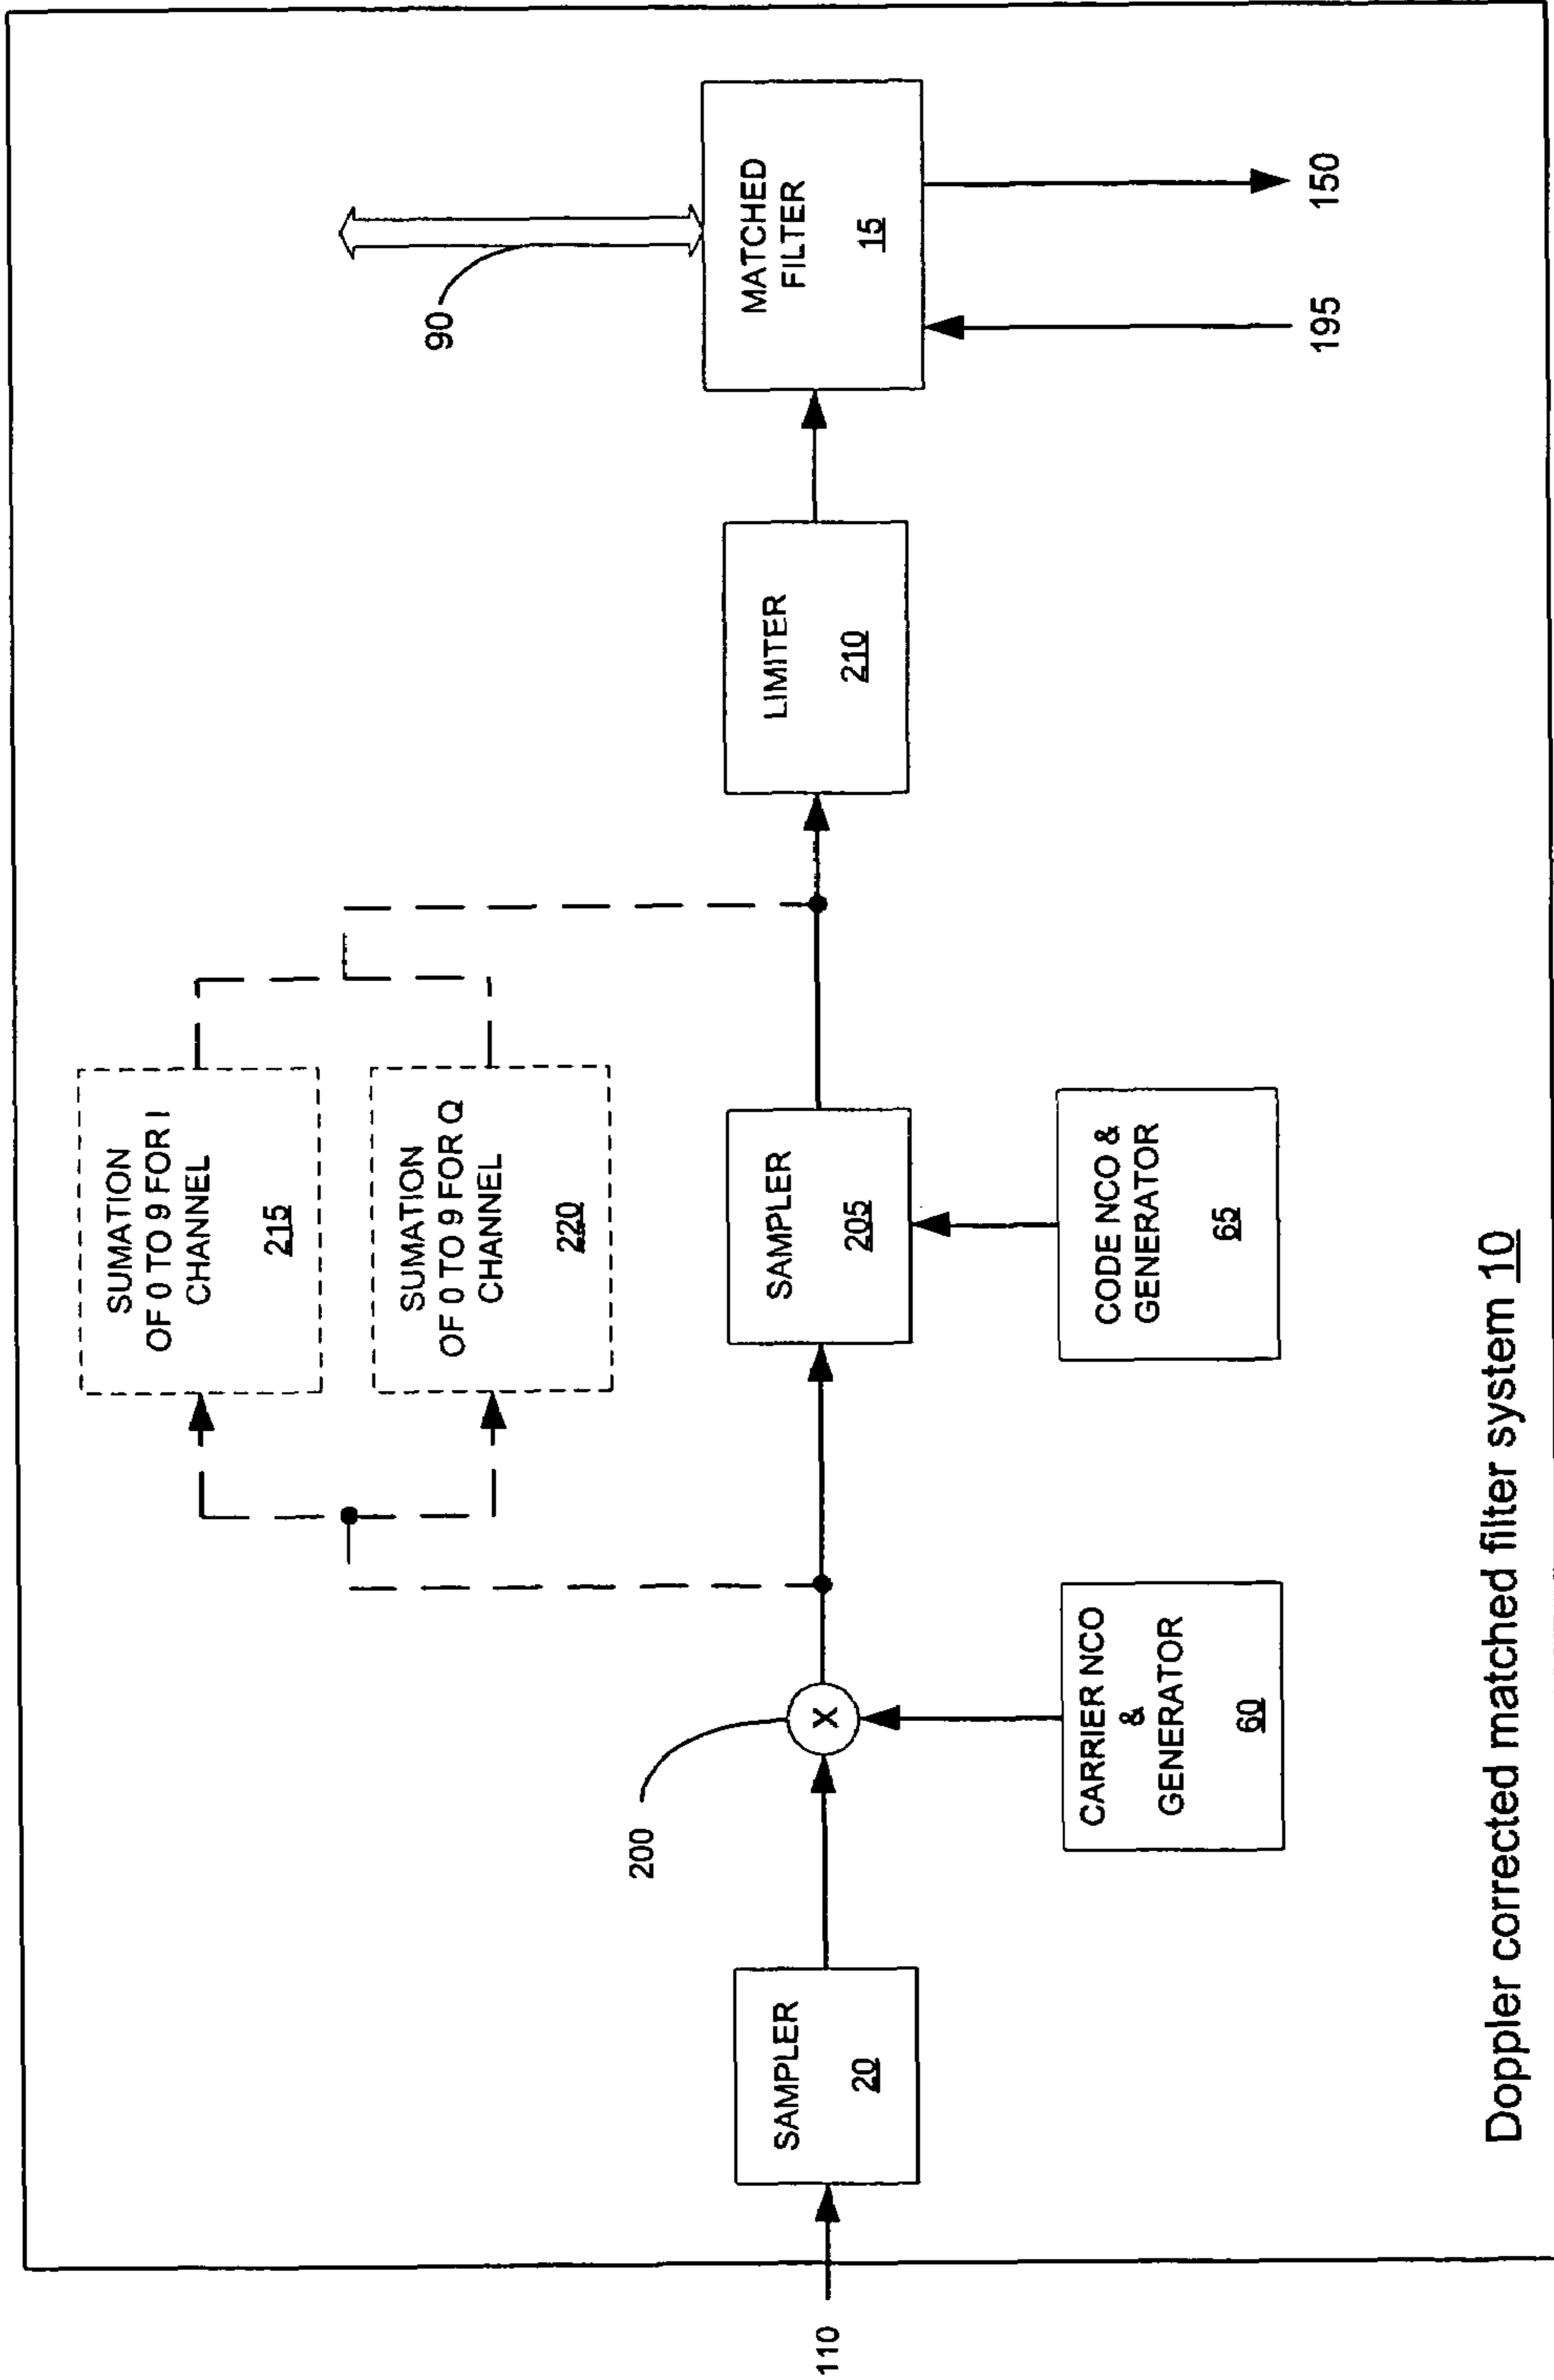 SUMATION
OF 0 TO 9 FOR I
CHANNEL
215
SUMATION
OF 0 TO 9 FOR Q
CHANNEL
220
90
200
110
SAMPLER
20
X
SAMPLER
205
LIMITER
210
MATCHED
FILTER
15
CARRIER NCO
&
GENERATOR
60
CODE NCO &
GENERATOR
65
195
150
Doppler corrected matched filter system 10